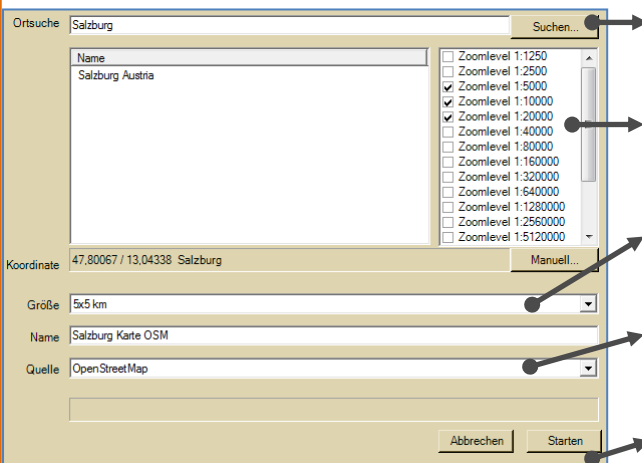 Ortsuche Salzburg Suchen...
Name
Salzburg Austria
Zoomlevel 1:1250
Zoomlevel 1:2500
Zoomlevel 1:5000
Zoomlevel 1:10000
Zoomlevel 1:20000
Zoomlevel 1:40000
Zoomlevel 1:80000
Zoomlevel 1:160000
Zoomlevel 1:320000
Zoomlevel 1:640000
Zoomlevel 1:1280000
Zoomlevel 1:2560000
Zoomlevel 1:5120000
Koordinate 47,80067 / 13,04338 Salzburg Manuell...
Größe 5x5 km
Name Salzburg Karte OSM
Quelle OpenStreetMap
Abbrechen Starten